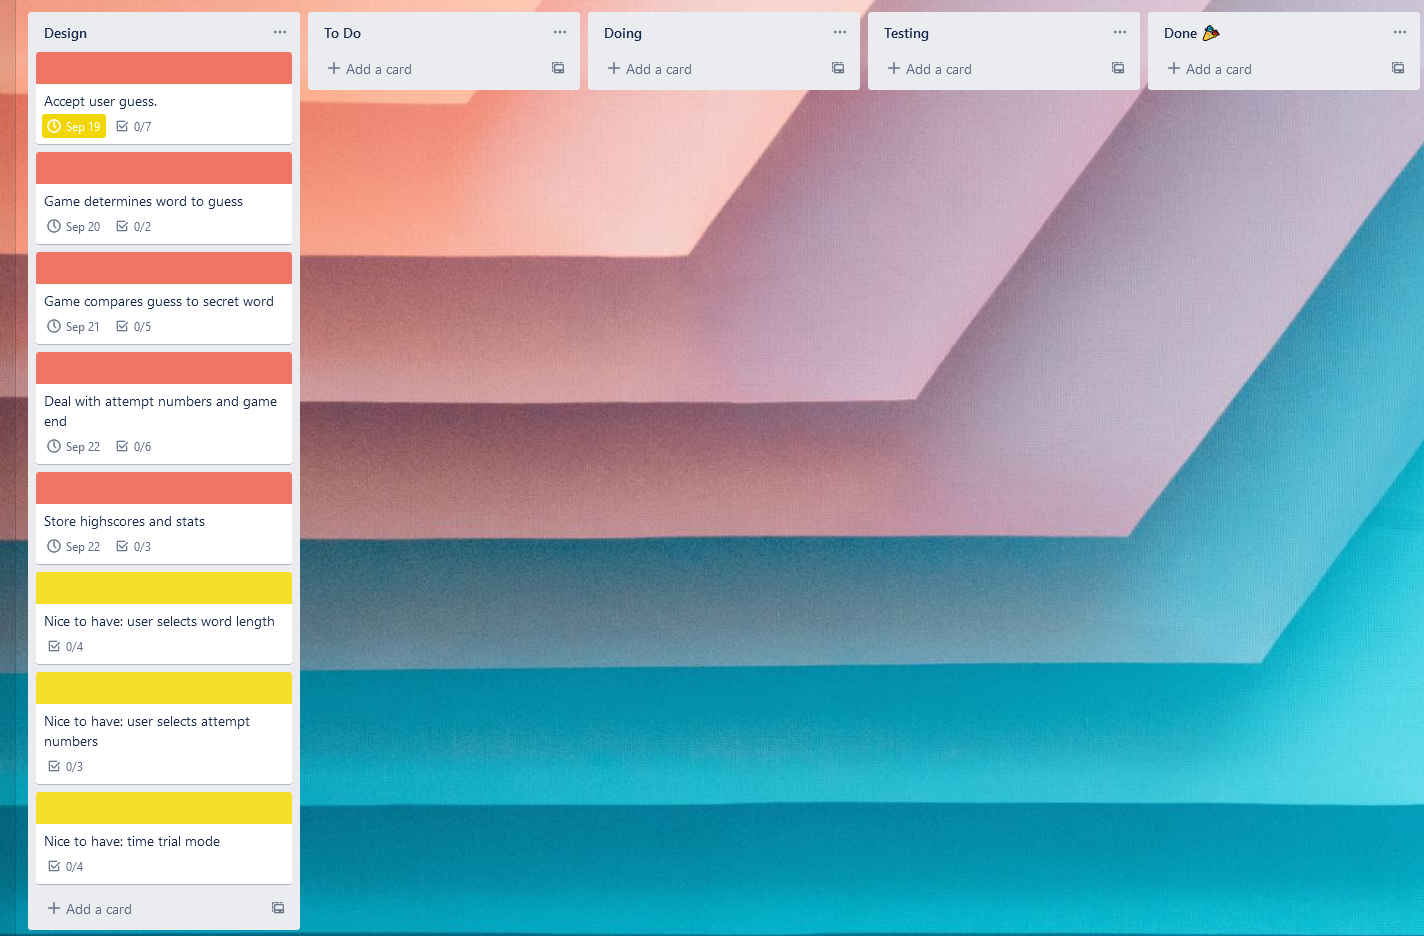 Design
Accept user guess.
Sep 19 0/7
Game determines word to guess
Sep 20 0/2
Game compares guess to secret word
Sep 21 0/5
Deal with attempt numbers and game
end
Sep 22 0/6
Store highscores and stats
Sep 22 0/3
Nice to have: user selects word length
0/4
Nice to have: user selects attempt
numbers
0/3
Nice to have: time trial mode
0/4
+ Add a card
To Do
+ Add a card
Doing
+ Add a card
Testing
+ Add a card
Done 🎉
+ Add a card